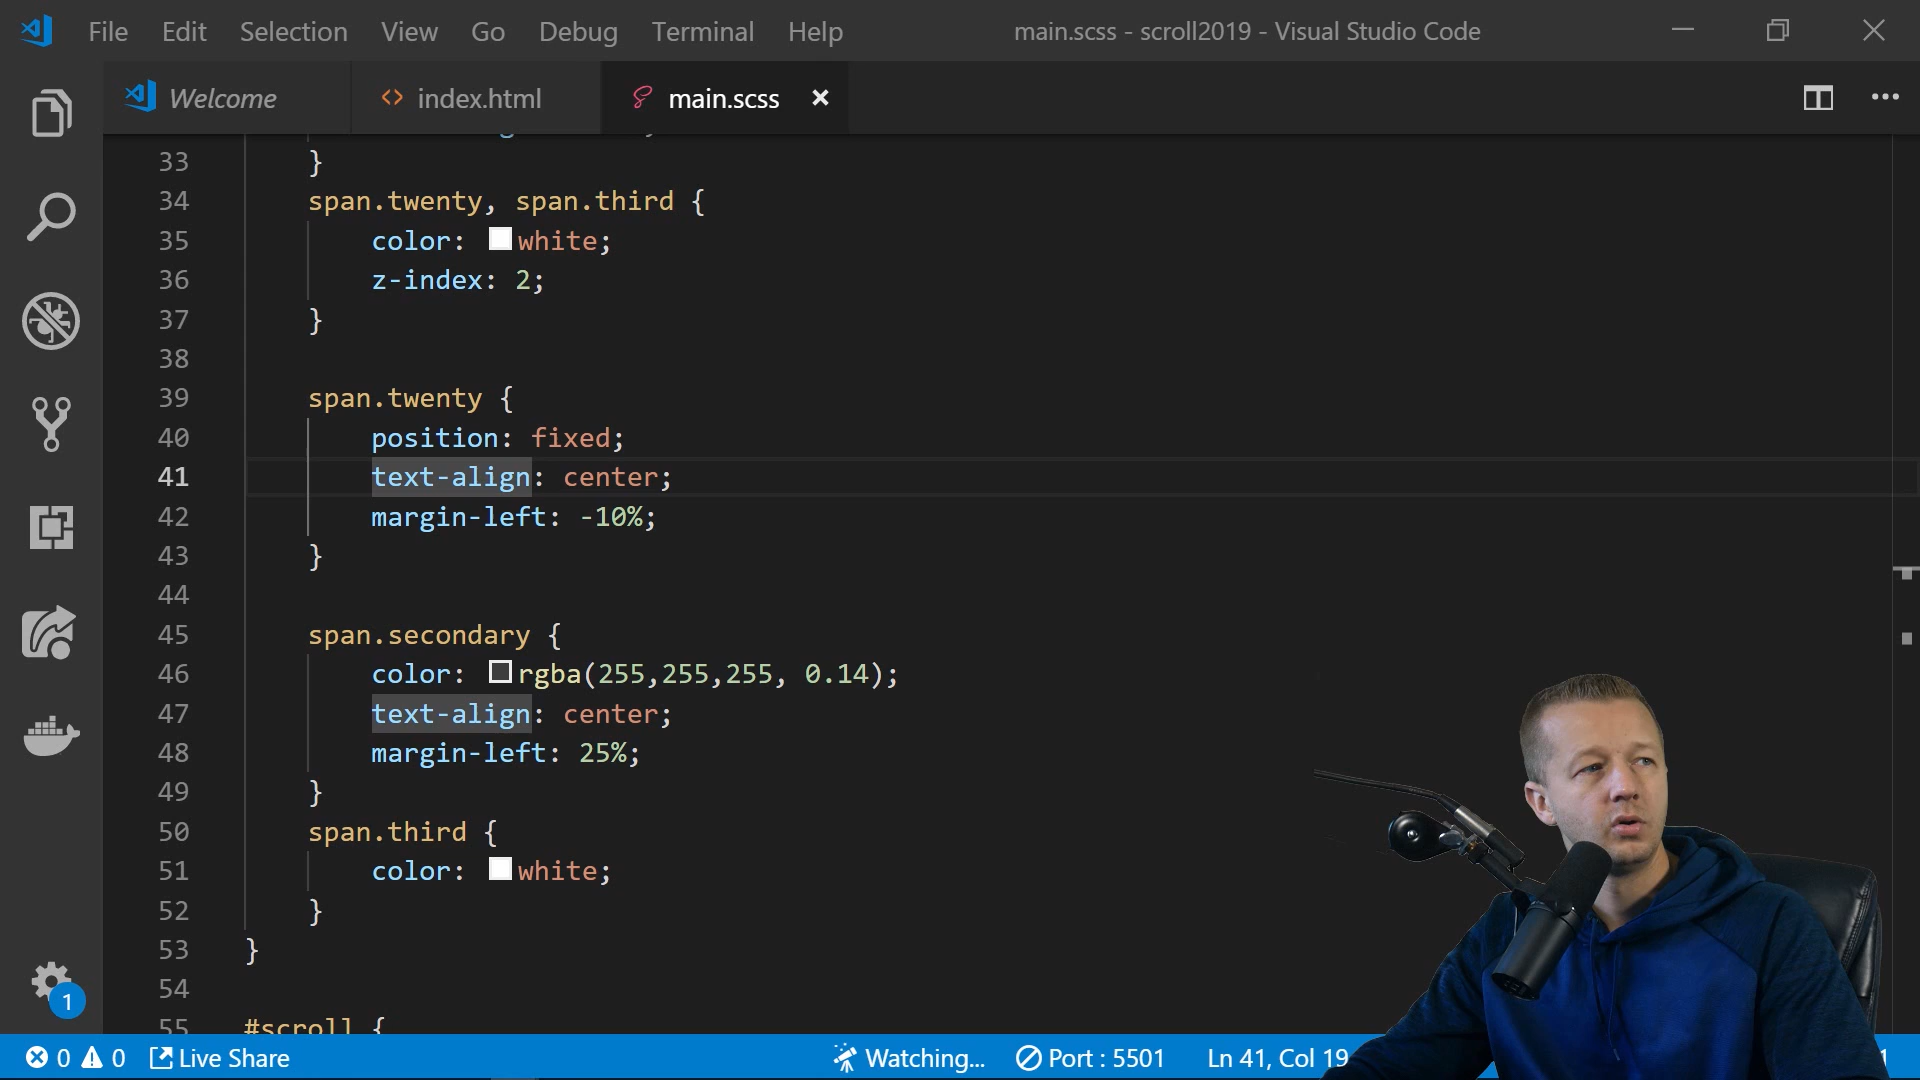 File Edit Selection View Go Debug Terminal Help main.scss - scroll2019 - Visual Studio Code
Welcome index.html main.scss
33 }
34 span.twenty, span.third {
35 color: white;
36 z-index: 2;
37 }
38
39 span.twenty {
40 position: fixed;
41 text-align: center;
42 margin-left: -10%;
43 }
44
45 span.secondary {
46 color: rgba(255,255,255, 0.14);
47 text-align: center;
48 margin-left: 25%;
49 }
50 span.third {
51 color: white;
52 }
53 }
54
55 #scroll {
1
0 0 Live Share Watching... Port : 5501 Ln 41, Col 19